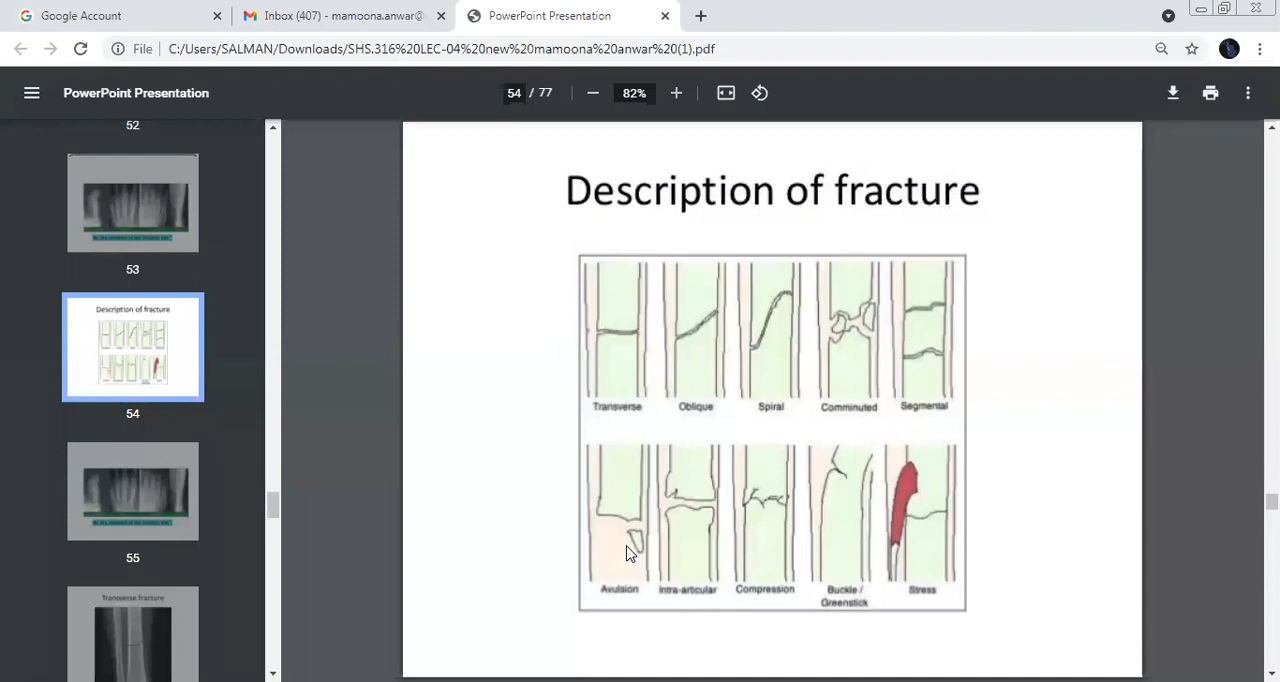 Google Account
Inbox (407) - mamoona.anwar@
PowerPoint Presentation
File
C:/Users/SALMAN/Downloads/SHS.316%20LEC-04%20new%20mamoona%20anwar%20(1).pdf
PowerPoint Presentation
54 / 77
82%
52
53
Description of fracture
54
55
Transverse fracture
Description of fracture
Transverse Oblique Spiral Comminuted Segmental
Avulsion Intra-articular Compression Buckle / Stress
Greenstick